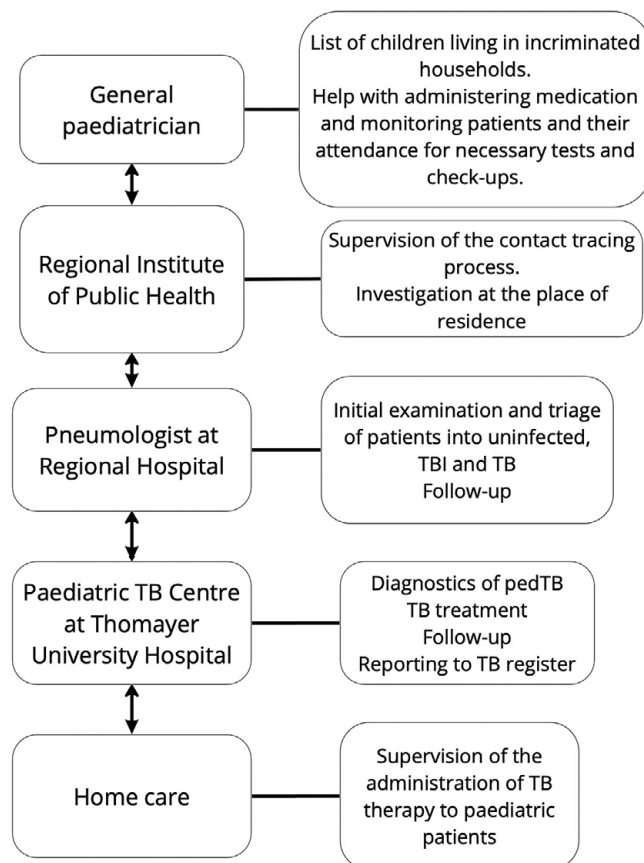 General
paediatrician
List of children living in incriminated
households.
Help with administering medication
and monitoring patients and their
attendance for necessary tests and
check-ups.
Regional Institute
of Public Health
Supervision of the contact tracing
process.
Investigation at the place of
residence
Pneumologist at
Regional Hospital
Initial examination and triage
of patients into uninfected,
TBI and TB
Follow-up
Paediatric TB Centre
at Thomayer
University Hospital
Diagnostics of pedTB
TB treatment
Follow-up
Reporting to TB register
Home care
Supervision of the
administration of TB
therapy to paediatric
patients